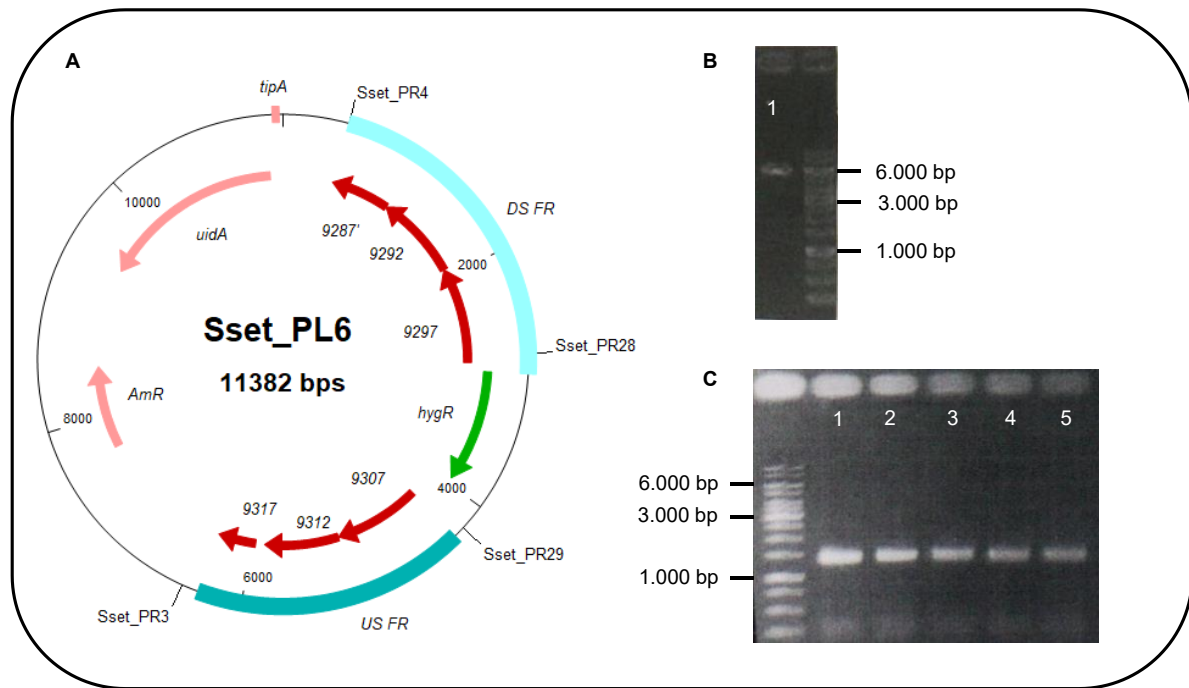 A
tipA
Sset_PR4
DS FR
10000
uidA
9287'
9292
2000
9297
Sset_PR28
Sset_PL6
11382 bps
AmR
hygR
8000
9307
4000
9317
9312
Sset_PR29
6000
Sset_PR3
US FR
B
1
6.000 bp
3.000 bp
1.000 bp
C
1 2 3 4 5
6.000 bp
3.000 bp
1.000 bp